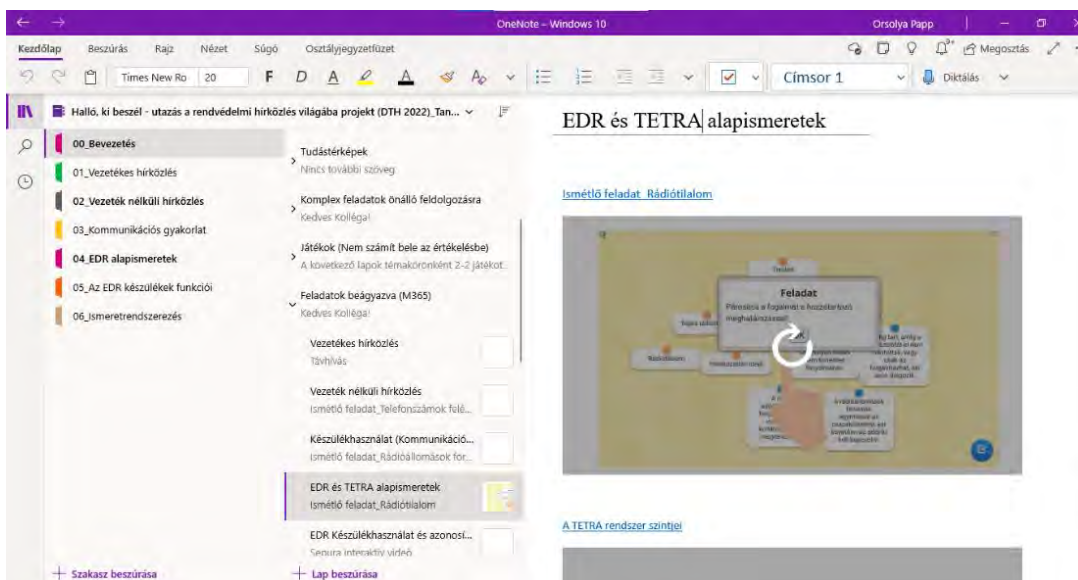 OneNote – Windows 10
Orsolya Papp
Kezdőlap Beszúrás Rajz Nézet Súgó Osztályjegyzetfüzet
Megosztás
Times New Ro 20 F D A A
Címsor 1
Diktálás
Halló, ki beszél - utazás a rendvédelmi hírközlés világába projekt (DTH 2022)_Tan...
00_Bevezetés
01_Vezetékes hírközlés
02_Vezeték nélküli hírközlés
03_Kommunikációs gyakorlat
04_EDR alapismeretek
05_Az EDR készülékek funkciói
06_Ismeretrendszerezés
Szakasz beszúrása
Tudástérképek
Nincs további szöveg
Komplex feladatok önálló feldolgozásra
Kedves Kolléga!
Játékok (Nem számít bele az értékelésbe)
A következő lapok témakörönként 2-2 játékot...
Feladatok beágyazva (M365)
Kedves Kolléga!
Vezetékes hírközlés
Távhívás
Vezeték nélküli hírközlés
Ismétlő feladat_Telefonszámok felé...
Készülékhasználat (Kommunikáció...
Ismétlő feladat_Rádióállomások for...
EDR és TETRA alapismeretek
Ismétlő feladat_Rádiótilalom
EDR Készülékhasználat és azonosí...
Sepura interaktív videó
Lap beszúrása
EDR és TETRA alapismeretek
Ismétlő feladat_Rádiótilalom
Feladat
Párosítsd a fogalmat a hozzátartozó
meghatározással!
Rádióforgalom
A TETRA rendszer szintjei